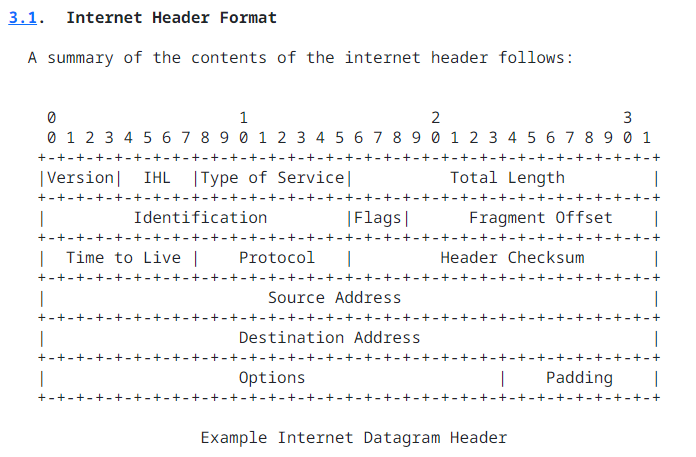 3.1.  Internet Header Format
A summary of the contents of the internet header follows:
 0                   1                   2                   3
 0 1 2 3 4 5 6 7 8 9 0 1 2 3 4 5 6 7 8 9 0 1 2 3 4 5 6 7 8 9 0 1
+-+-+-+-+-+-+-+-+-+-+-+-+-+-+-+-+-+-+-+-+-+-+-+-+-+-+-+-+-+-+-+-+
|Version|  IHL  |Type of Service|          Total Length         |
+-+-+-+-+-+-+-+-+-+-+-+-+-+-+-+-+-+-+-+-+-+-+-+-+-+-+-+-+-+-+-+-+
|         Identification        |Flags|      Fragment Offset    |
+-+-+-+-+-+-+-+-+-+-+-+-+-+-+-+-+-+-+-+-+-+-+-+-+-+-+-+-+-+-+-+-+
|  Time to Live |    Protocol   |         Header Checksum       |
+-+-+-+-+-+-+-+-+-+-+-+-+-+-+-+-+-+-+-+-+-+-+-+-+-+-+-+-+-+-+-+-+
|                       Source Address                          |
+-+-+-+-+-+-+-+-+-+-+-+-+-+-+-+-+-+-+-+-+-+-+-+-+-+-+-+-+-+-+-+-+
|                    Destination Address                        |
+-+-+-+-+-+-+-+-+-+-+-+-+-+-+-+-+-+-+-+-+-+-+-+-+-+-+-+-+-+-+-+-+
|                    Options                    |    Padding    |
+-+-+-+-+-+-+-+-+-+-+-+-+-+-+-+-+-+-+-+-+-+-+-+-+-+-+-+-+-+-+-+-+
Example Internet Datagram Header